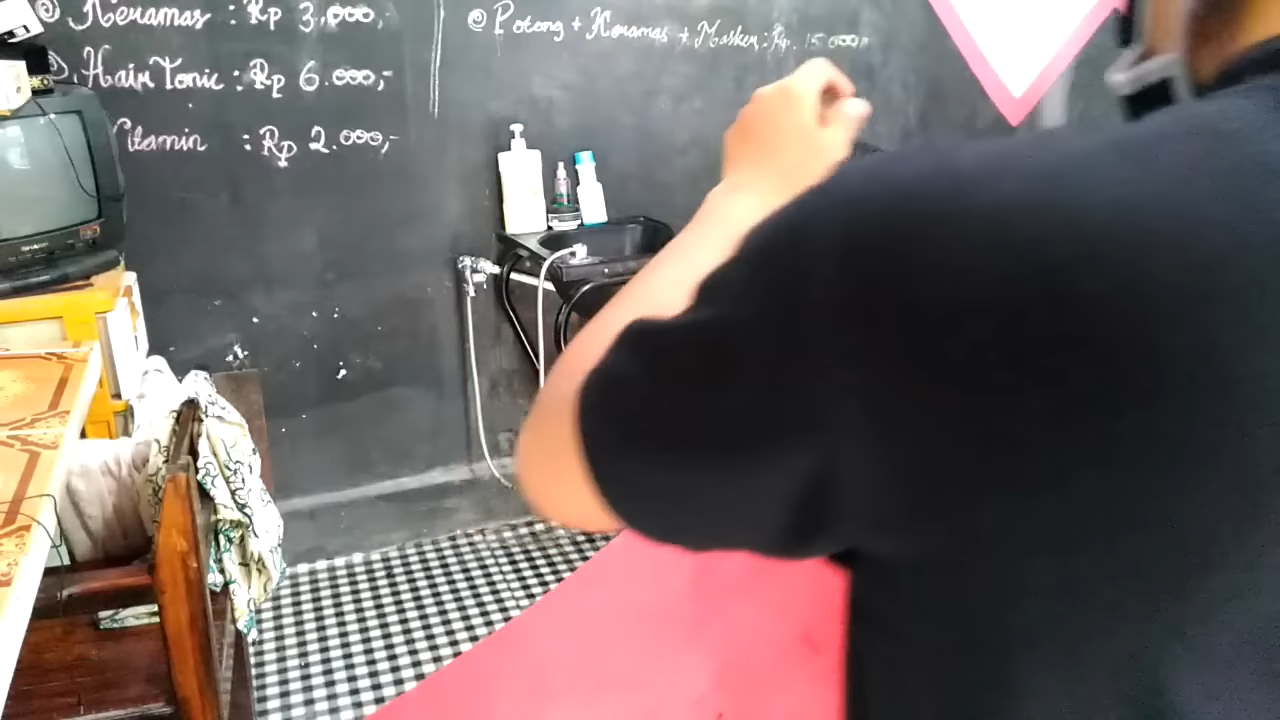 Keramas : Rp 3.000,-
Hair Tonic : Rp 6.000,-
Vitamin : Rp 2.000,-
@ Potong + Keramas + Masker : Rp. 15.000,-
SHARP